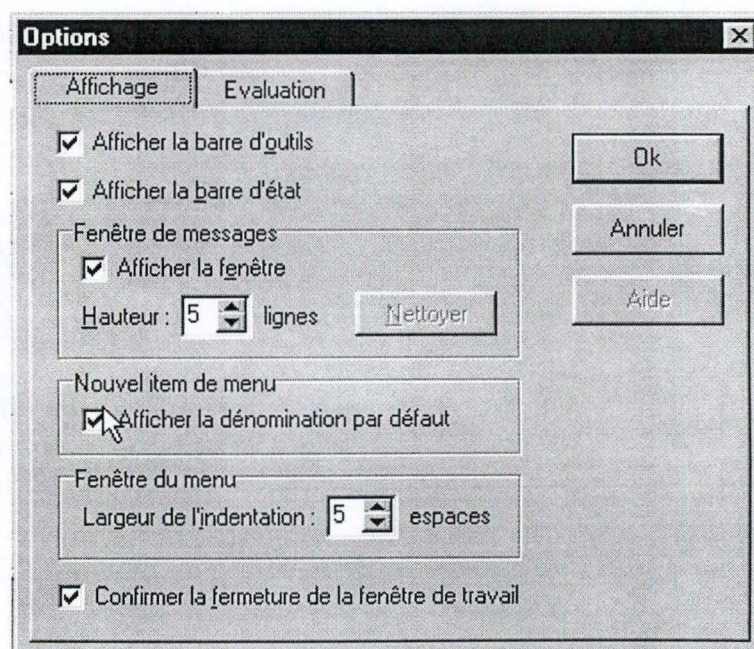 Options
Affichage
Evaluation
Afficher la barre d'outils
Afficher la barre d'état
Fenêtre de messages
Afficher la fenêtre
Hauteur : 5 lignes
Nettoyer
Nouvel item de menu
Afficher la dénomination par défaut
Fenêtre du menu
Largeur de l'indentation : 5 espaces
Confirmer la fermeture de la fenêtre de travail
Ok
Annuler
Aide